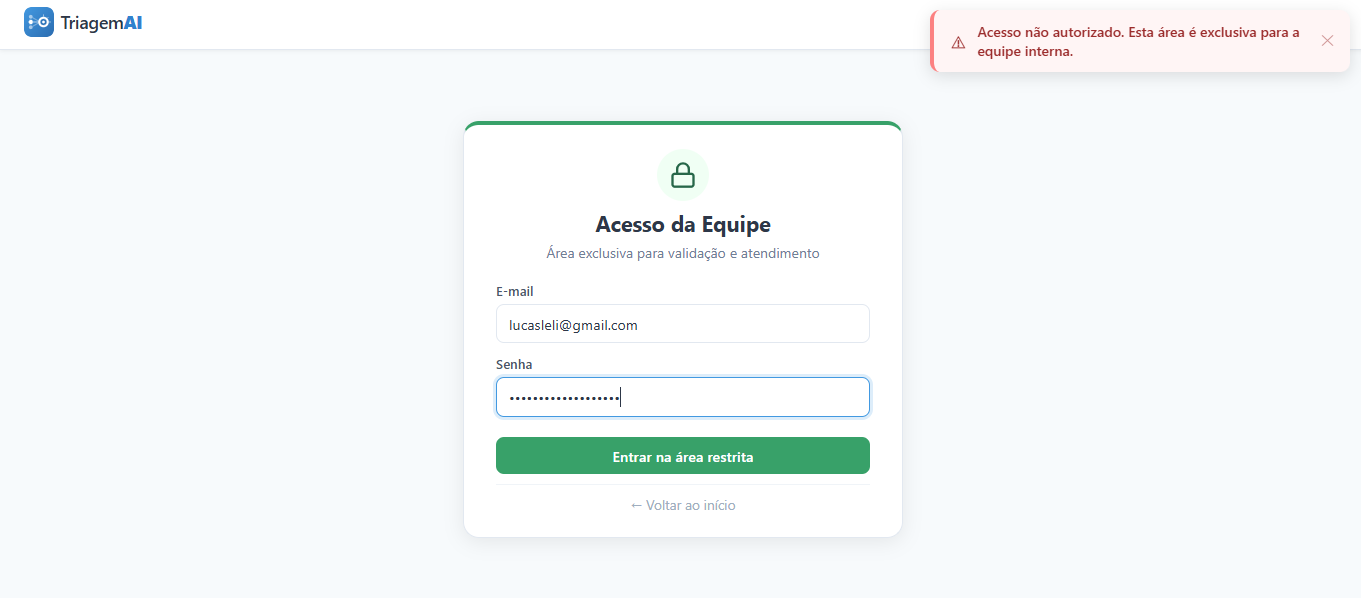 TriagemAI
Acesso não autorizado. Esta área é exclusiva para a
equipe interna.
Acesso da Equipe
Área exclusiva para validação e atendimento
E-mail
lucasleli@gmail.com
Senha
•••••••••••••••••••
Entrar na área restrita
← Voltar ao início